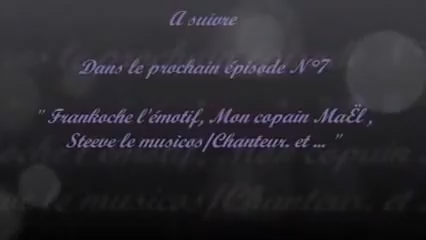 A suivre
Dans le prochain épisode N°7
" Frankoche l'émotif, Mon copain MaËl ,
Steeve le musicos/Chanteur. et ... "